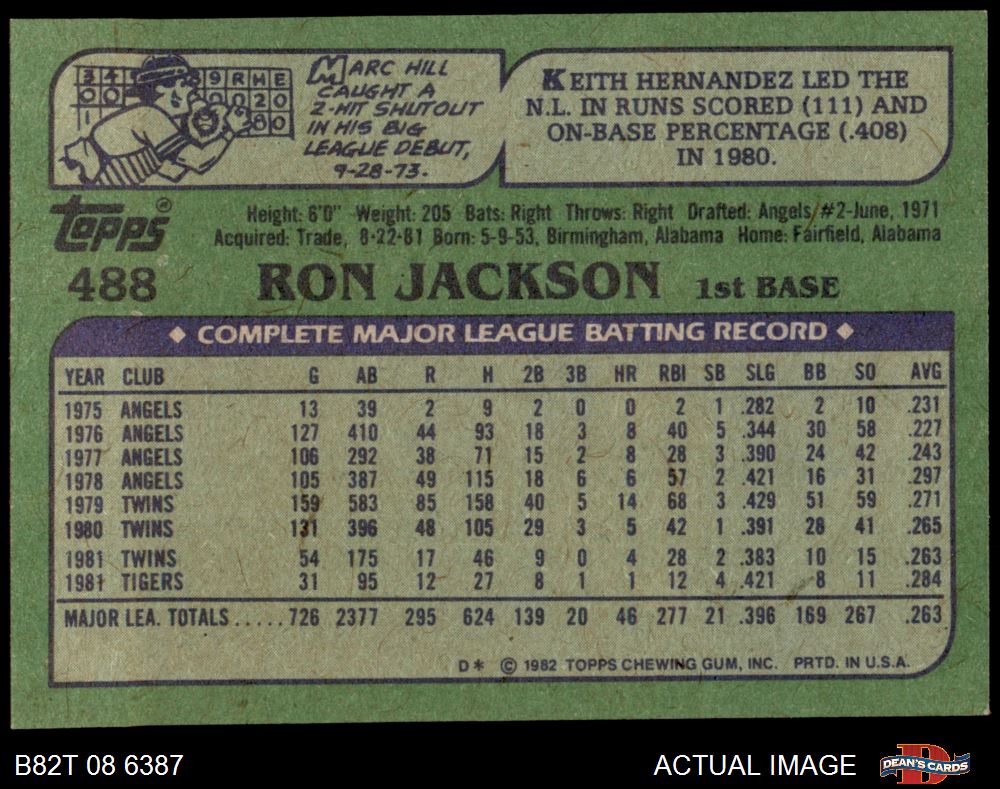 3 4 9 R H E
0 0 0 0 2 0
1 8 0
MARC HILL
CAUGHT A
2-HIT SHUTOUT
IN HIS BIG
LEAGUE DEBUT,
9-28-73.
KEITH HERNANDEZ LED THE
N.L. IN RUNS SCORED (111) AND
ON-BASE PERCENTAGE (.408)
IN 1980.
topps®
Height: 6'0" Weight: 205 Bats: Right Throws: Right Drafted: Angels/#2-June, 1971
Acquired: Trade, 8-22-81 Born: 5-9-53, Birmingham, Alabama Home: Fairfield, Alabama
488 RON JACKSON 1st BASE
◆ COMPLETE MAJOR LEAGUE BATTING RECORD ◆
YEAR CLUB G AB R H 2B 3B HR RBI SB SLG BB SO AVG
1975 ANGELS 13 39 2 9 2 0 0 2 1 .282 2 10 .231
1976 ANGELS 127 410 44 93 18 3 8 40 5 .344 30 58 .227
1977 ANGELS 106 292 38 71 15 2 8 28 3 .390 24 42 .243
1978 ANGELS 105 387 49 115 18 6 6 57 2 .421 16 31 .297
1979 TWINS 159 583 85 158 40 5 14 68 3 .429 51 59 .271
1980 TWINS 131 396 48 105 29 3 5 42 1 .391 28 41 .265
1981 TWINS 54 175 17 46 9 0 4 28 2 .383 10 15 .263
1981 TIGERS 31 95 12 27 8 1 1 12 4 .421 8 11 .284
MAJOR LEA. TOTALS.....726 2377 295 624 139 20 46 277 21 .396 169 267 .263
D* © 1982 TOPPS CHEWING GUM, INC. PRTD. IN U.S.A.
B82T 08 6387
ACTUAL IMAGE
DEAN'S CARDS